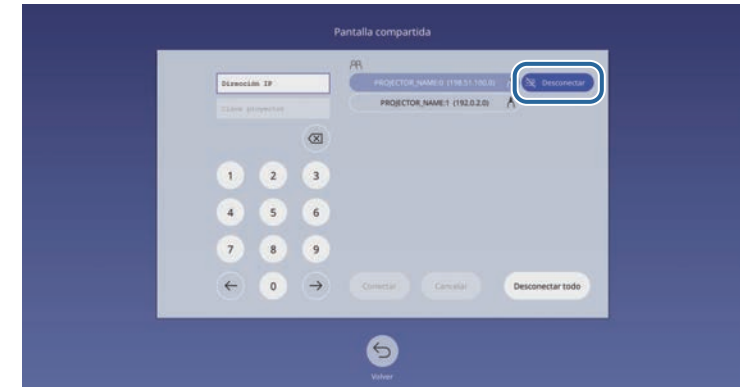 Pantalla compartida
Dirección IP
Clave proyector
PROJECTOR_NAME:0 (198.51.100.0)
Desconectar
PROJECTOR_NAME:1 (192.0.2.0)
1 2 3
4 5 6
7 8 9
0
Conectar
Cancelar
Desconectar todo
Volver